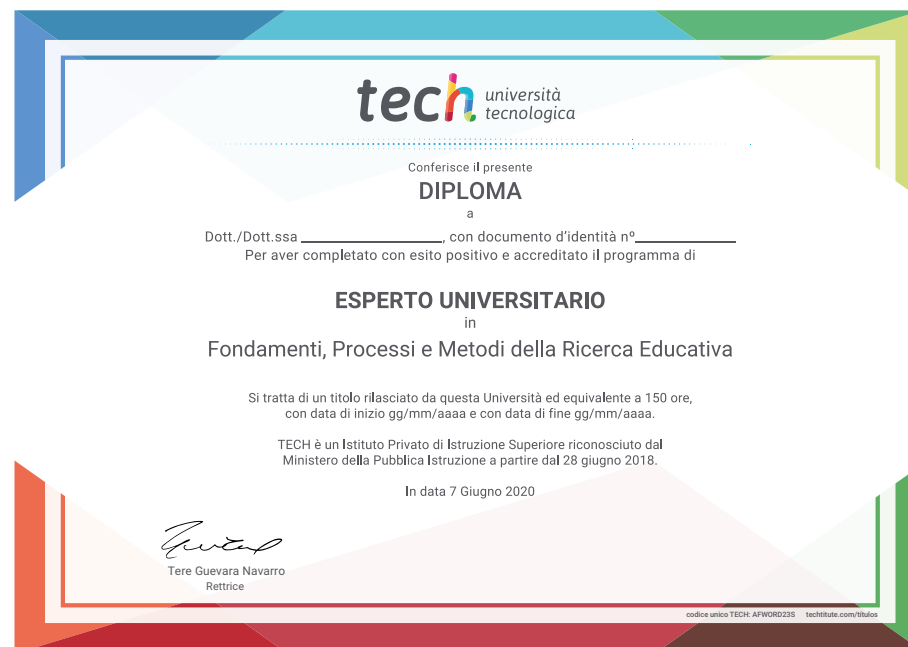 tech università
tecnologica
Conferisce il presente
DIPLOMA
a
Dott./Dott.ssa ____________________, con documento d'identità nº______________
Per aver completato con esito positivo e accreditato il programma di
ESPERTO UNIVERSITARIO
in
Fondamenti, Processi e Metodi della Ricerca Educativa
Si tratta di un titolo rilasciato da questa Università ed equivalente a 150 ore,
con data di inizio gg/mm/aaaa e con data di fine gg/mm/aaaa.
TECH è un Istituto Privato di Istruzione Superiore riconosciuto dal
Ministero della Pubblica Istruzione a partire dal 28 giugno 2018.
In data 7 Giugno 2020
Tere Guevara Navarro
Rettrice
codice unico TECH: AFWORD23S techtitute.com/titulos